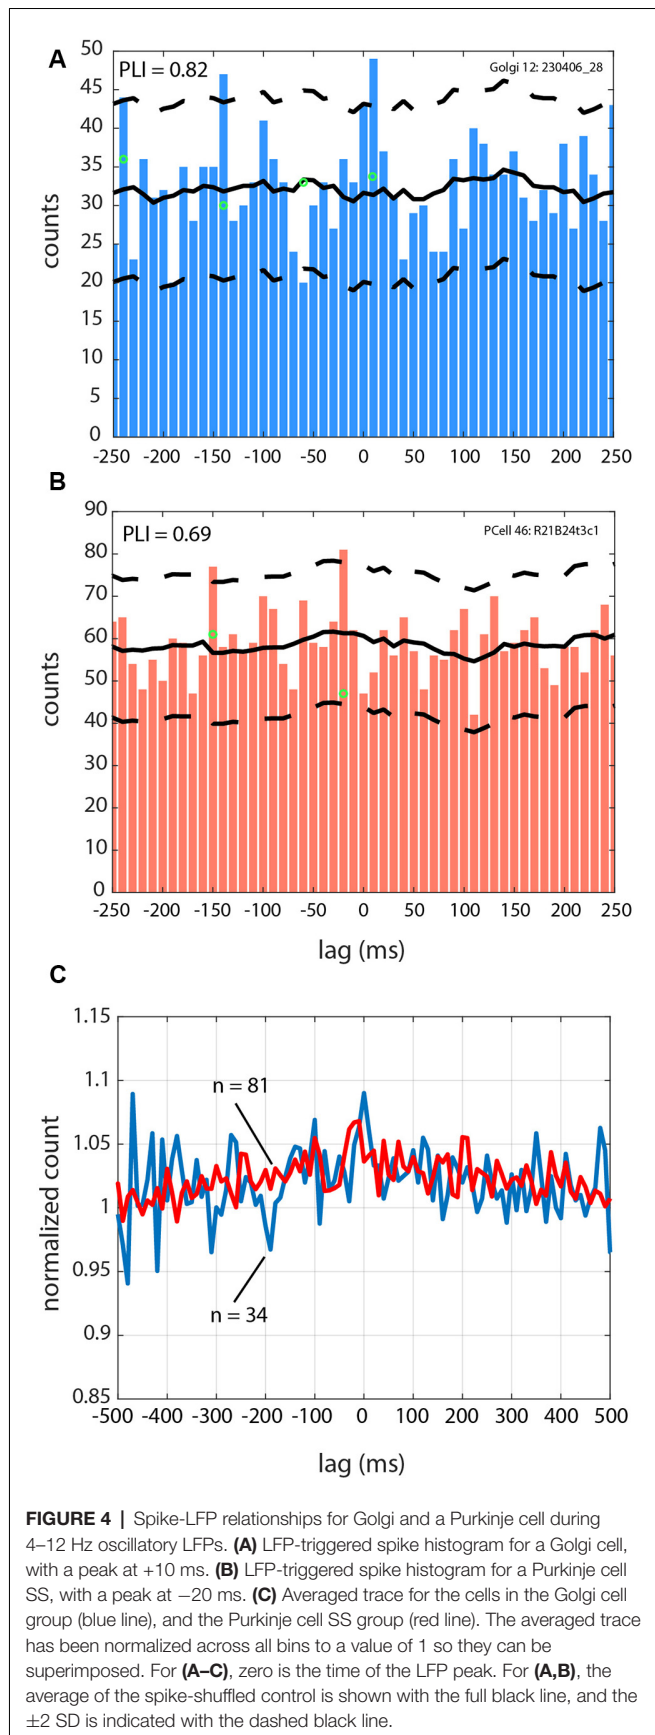 A
PLI = 0.82
Golgi 12: 230406_28
counts
50
45
40
35
30
25
20
15
10
5
0
-250 -200 -150 -100 -50 0 50 100 150 200 250
B
PLI = 0.69
PCell 46: R21B24t3c1
counts
90
80
70
60
50
40
30
20
10
0
-250 -200 -150 -100 -50 0 50 100 150 200 250
lag (ms)
C
normalized count
1.15
1.1
1.05
1
0.95
0.9
0.85
n = 81
n = 34
-500 -400 -300 -200 -100 0 100 200 300 400 500
lag (ms)
FIGURE 4 | Spike-LFP relationships for Golgi and a Purkinje cell during
4–12 Hz oscillatory LFPs. (A) LFP-triggered spike histogram for a Golgi cell,
with a peak at +10 ms. (B) LFP-triggered spike histogram for a Purkinje cell
SS, with a peak at −20 ms. (C) Averaged trace for the cells in the Golgi cell
group (blue line), and the Purkinje cell SS group (red line). The averaged trace
has been normalized across all bins to a value of 1 so they can be
superimposed. For (A–C), zero is the time of the LFP peak. For (A,B), the
average of the spike-shuffled control is shown with the full black line, and the
±2 SD is indicated with the dashed black line.